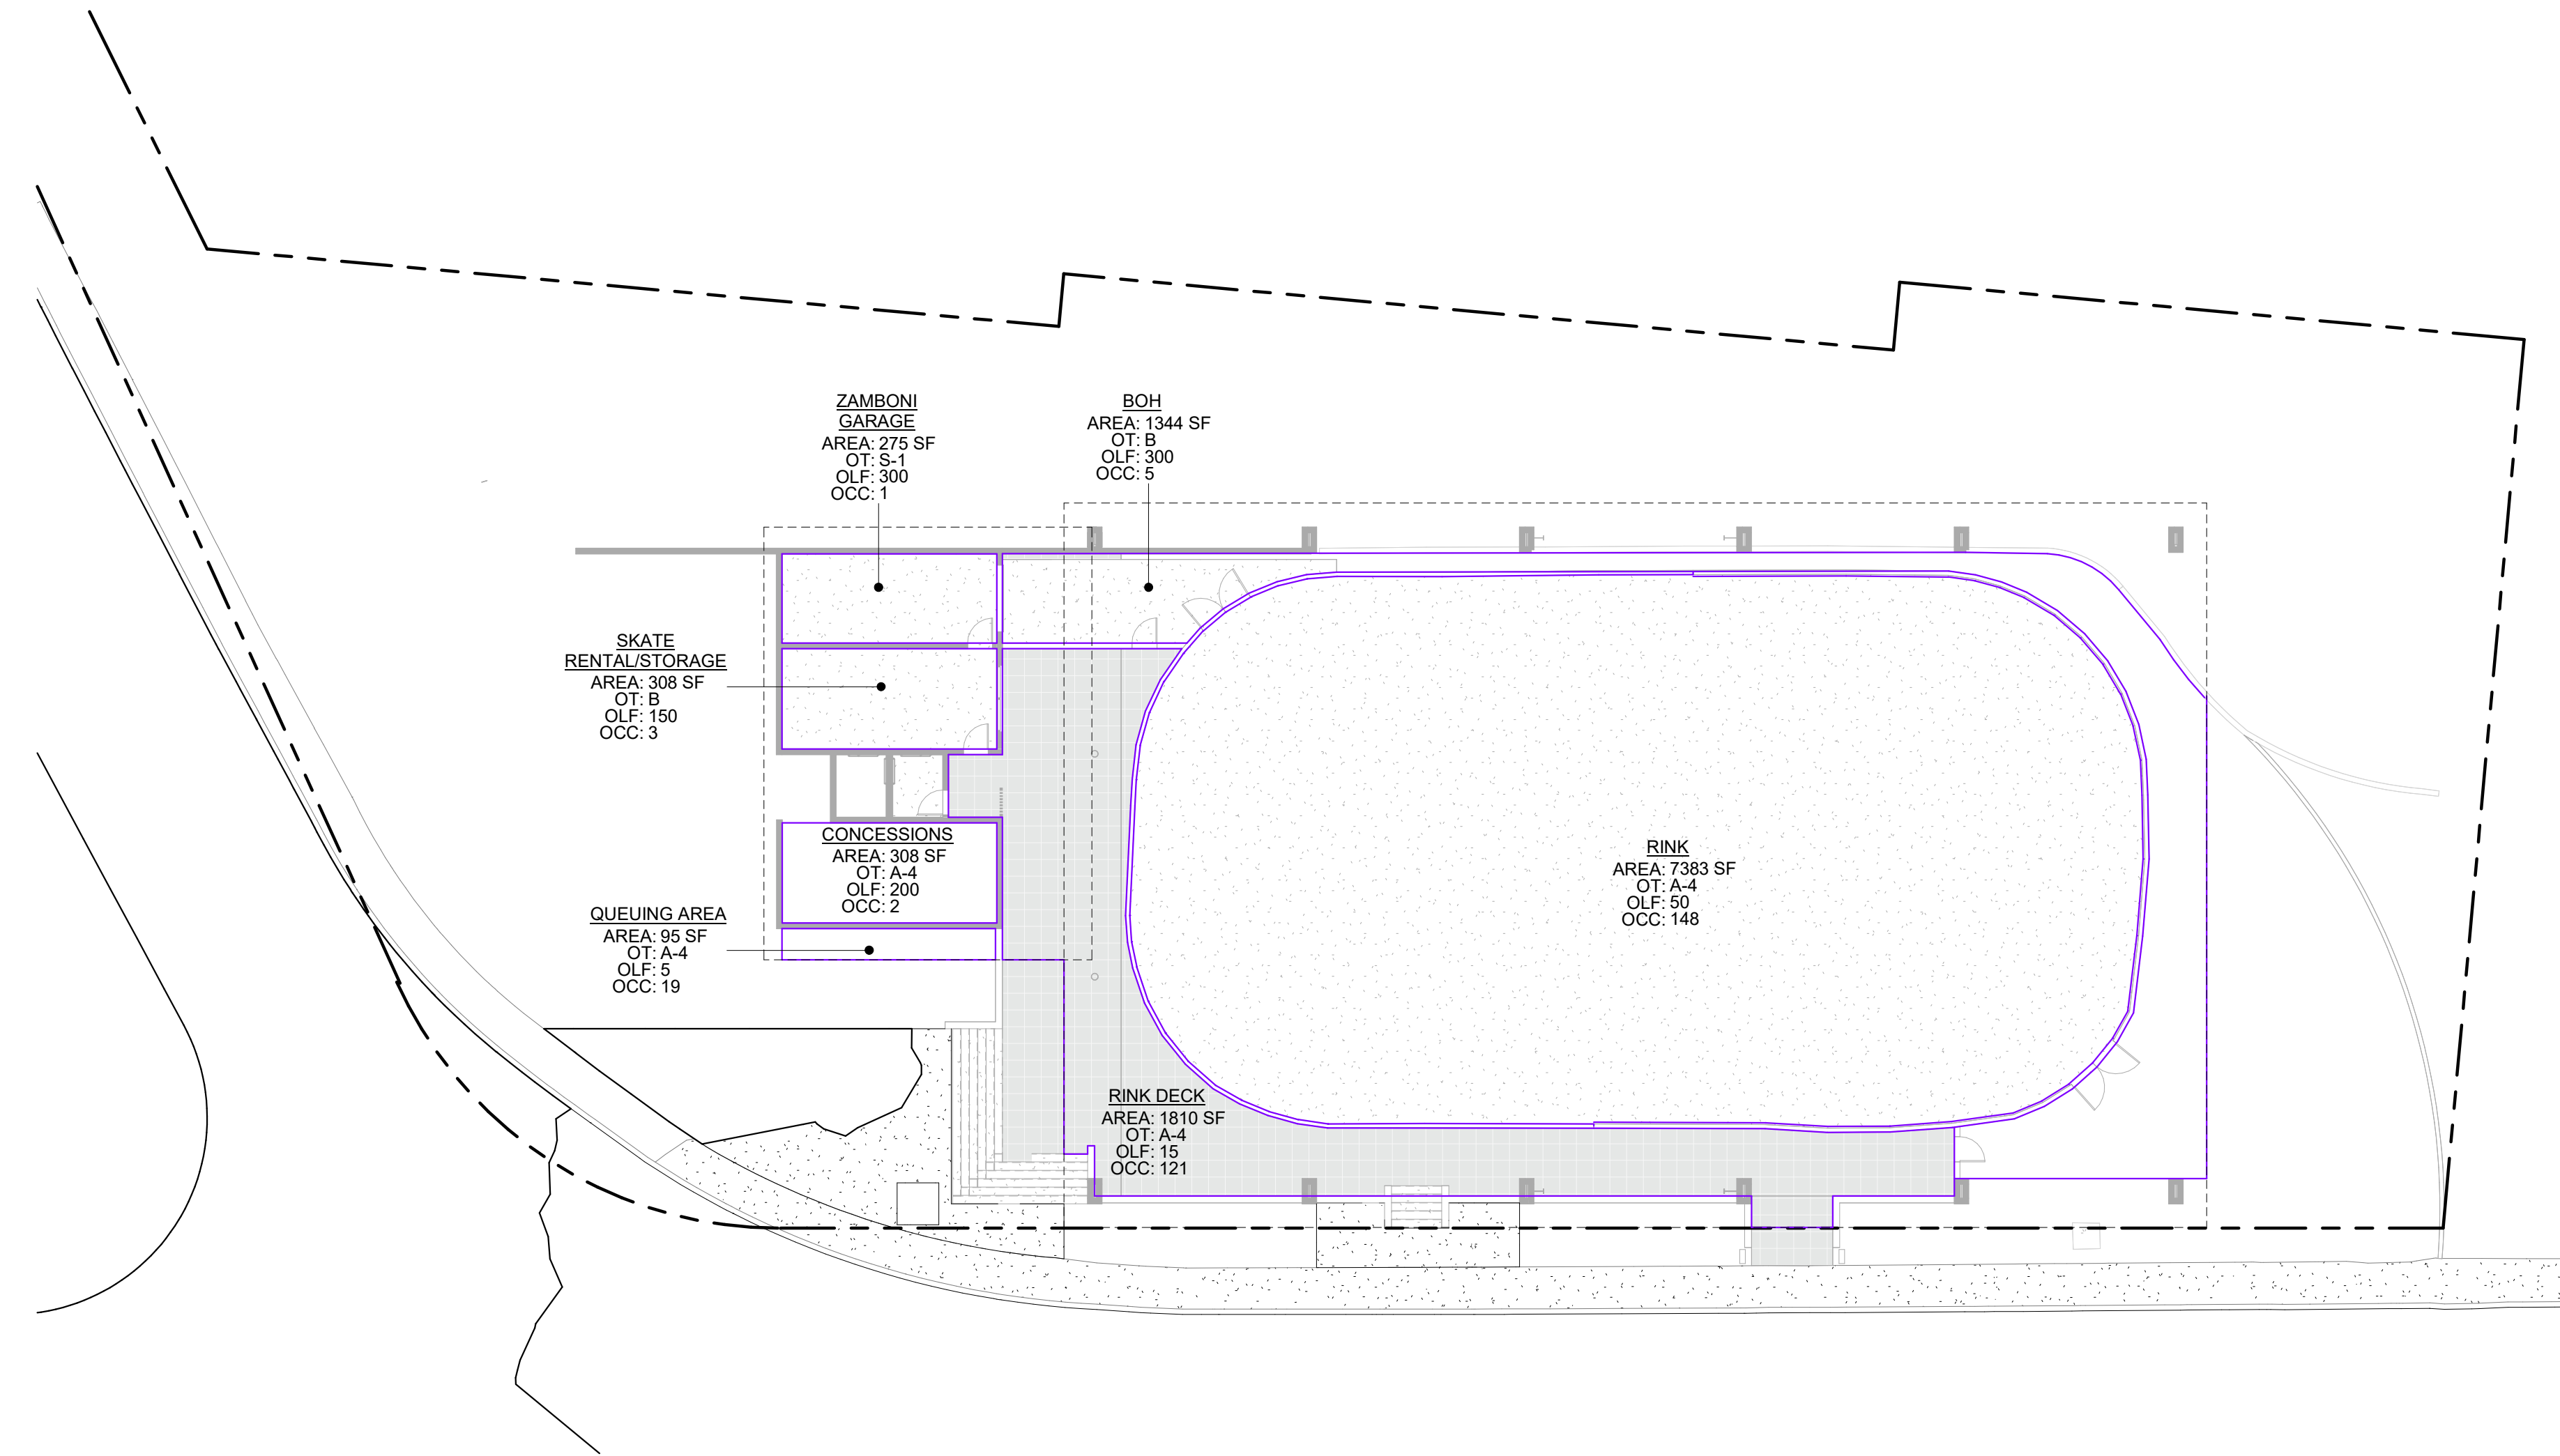 ZAMBONI
GARAGE
AREA: 275 SF
OT: S-1
OLF: 300
OCC: 1
BOH
AREA: 1344 SF
OT: B
OLF: 300
OCC: 5
SKATE
RENTAL/STORAGE
AREA: 308 SF
OT: B
OLF: 150
OCC: 3
CONCESSIONS
AREA: 308 SF
OT: A-4
OLF: 200
OCC: 2
RINK
AREA: 7383 SF
OT: A-4
OLF: 50
OCC: 148
QUEUING AREA
AREA: 95 SF
OT: A-4
OLF: 5
OCC: 19
RINK DECK
AREA: 1810 SF
OT: A-4
OLF: 15
OCC: 121